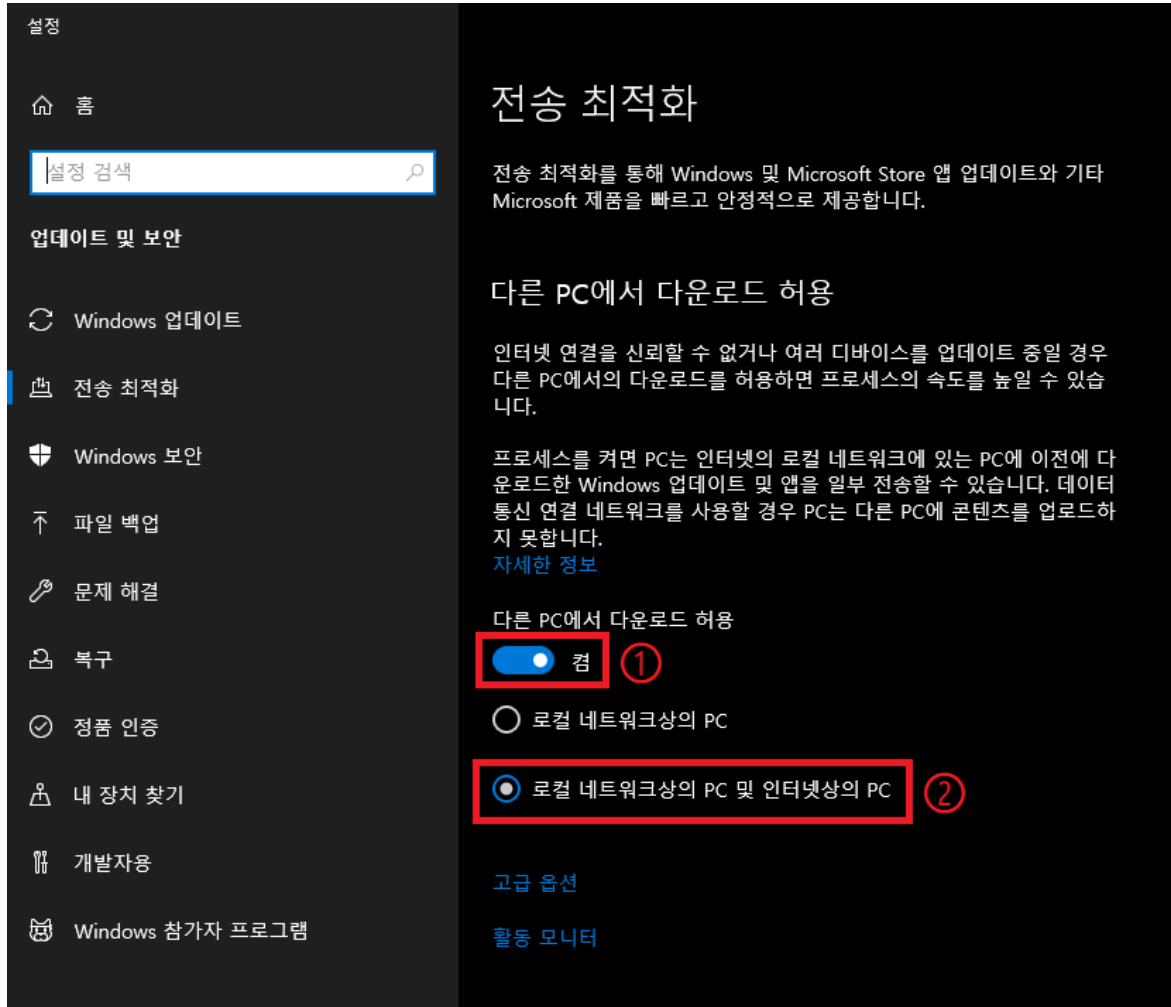 설정
홈
설정 검색
업데이트 및 보안
Windows 업데이트
전송 최적화
Windows 보안
파일 백업
문제 해결
복구
정품 인증
내 장치 찾기
개발자용
Windows 참가자 프로그램
전송 최적화
전송 최적화를 통해 Windows 및 Microsoft Store 앱 업데이트와 기타
Microsoft 제품을 빠르고 안정적으로 제공합니다.
다른 PC에서 다운로드 허용
인터넷 연결을 신뢰할 수 없거나 여러 디바이스를 업데이트 중일 경우
다른 PC에서의 다운로드를 허용하면 프로세스의 속도를 높일 수 있습
니다.
프로세스를 켜면 PC는 인터넷의 로컬 네트워크에 있는 PC에 이전에 다
운로드한 Windows 업데이트 및 앱을 일부 전송할 수 있습니다. 데이터
통신 연결 네트워크를 사용할 경우 PC는 다른 PC에 콘텐츠를 업로드하
지 못합니다.
자세한 정보
다른 PC에서 다운로드 허용
켬 ①
로컬 네트워크상의 PC
로컬 네트워크상의 PC 및 인터넷상의 PC ②
고급 옵션
활동 모니터